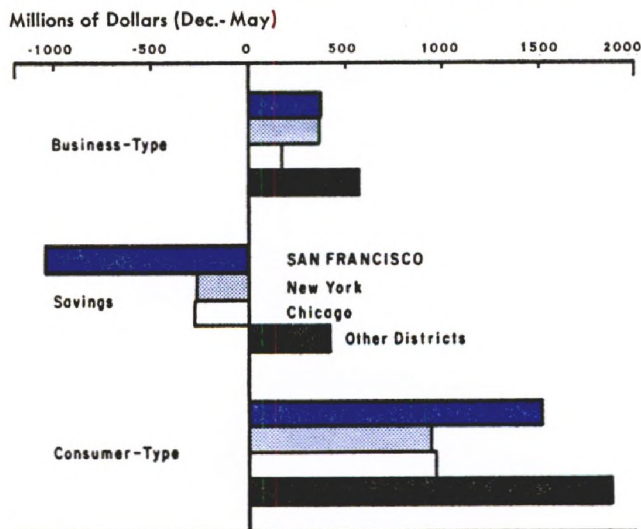 Millions of Dollars (Dec.- May)
-1000 -500 0 500 1000 1500 2000
Business-Type
SAN FRANCISCO
New York
Savings
Chicago
Other Districts
Consumer-Type